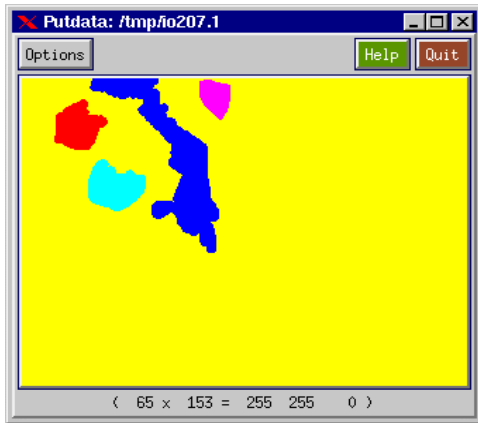 Putdata: /tmp/io207.1
Options Help Quit
( 65 x 153 = 255 255 0 )